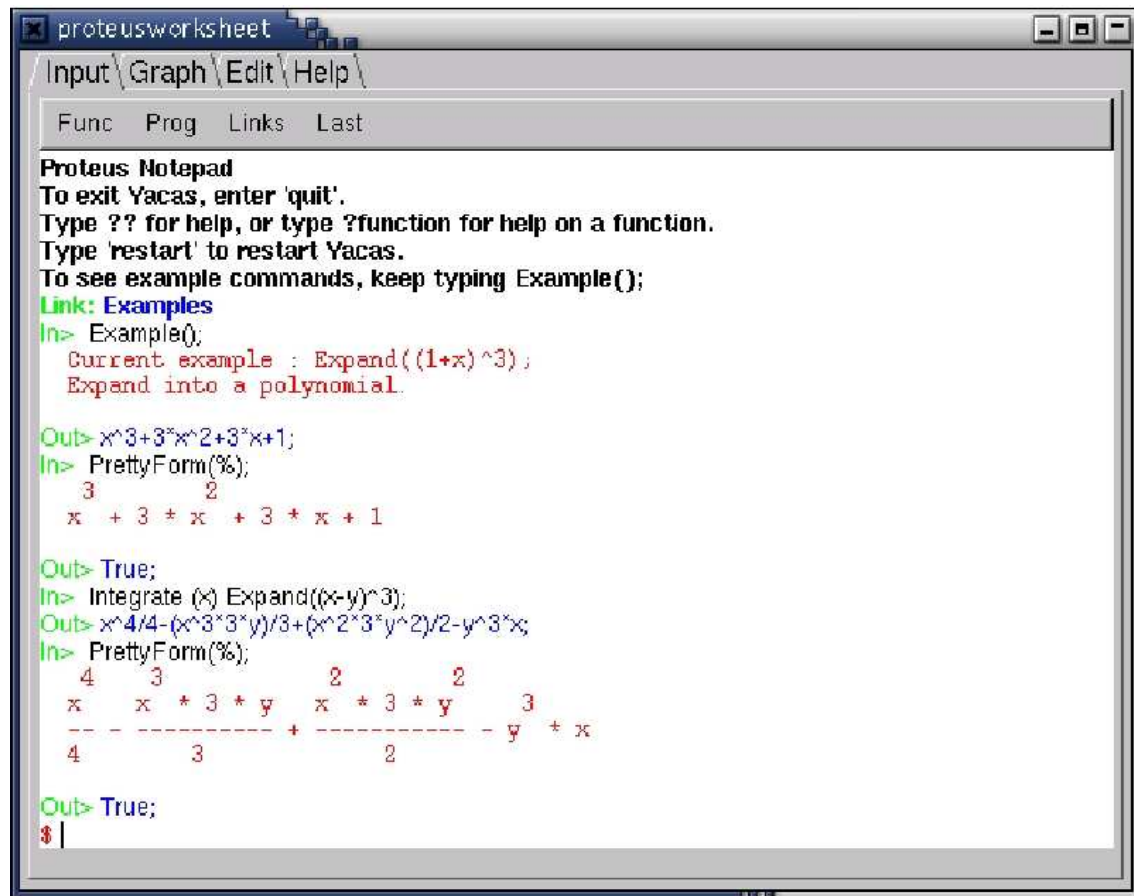 proteusworksheet
Input Graph Edit Help
Func Prog Links Last
Proteus Notepad
To exit Yacas, enter 'quit'.
Type ?? for help, or type ?function for help on a function.
Type 'restart' to restart Yacas.
To see example commands, keep typing Example();
Link: Examples
In> Example();
Current example : Expand((1+x)^3);
Expand into a polynomial.
Out> x^3+3*x^2+3*x+1;
In> PrettyForm(%);
3 2
x + 3 * x + 3 * x + 1
Out> True;
In> Integrate (x) Expand((x-y)^3);
Out> x^4/4-(x^3*3*y)/3+(x^2*3*y^2)/2-y^3*x;
In> PrettyForm(%);
4 3 2 2
x x * 3 * y x * 3 * y 3
-- - ---------- + ----------- - y * x
4 3 2
Out> True;
$